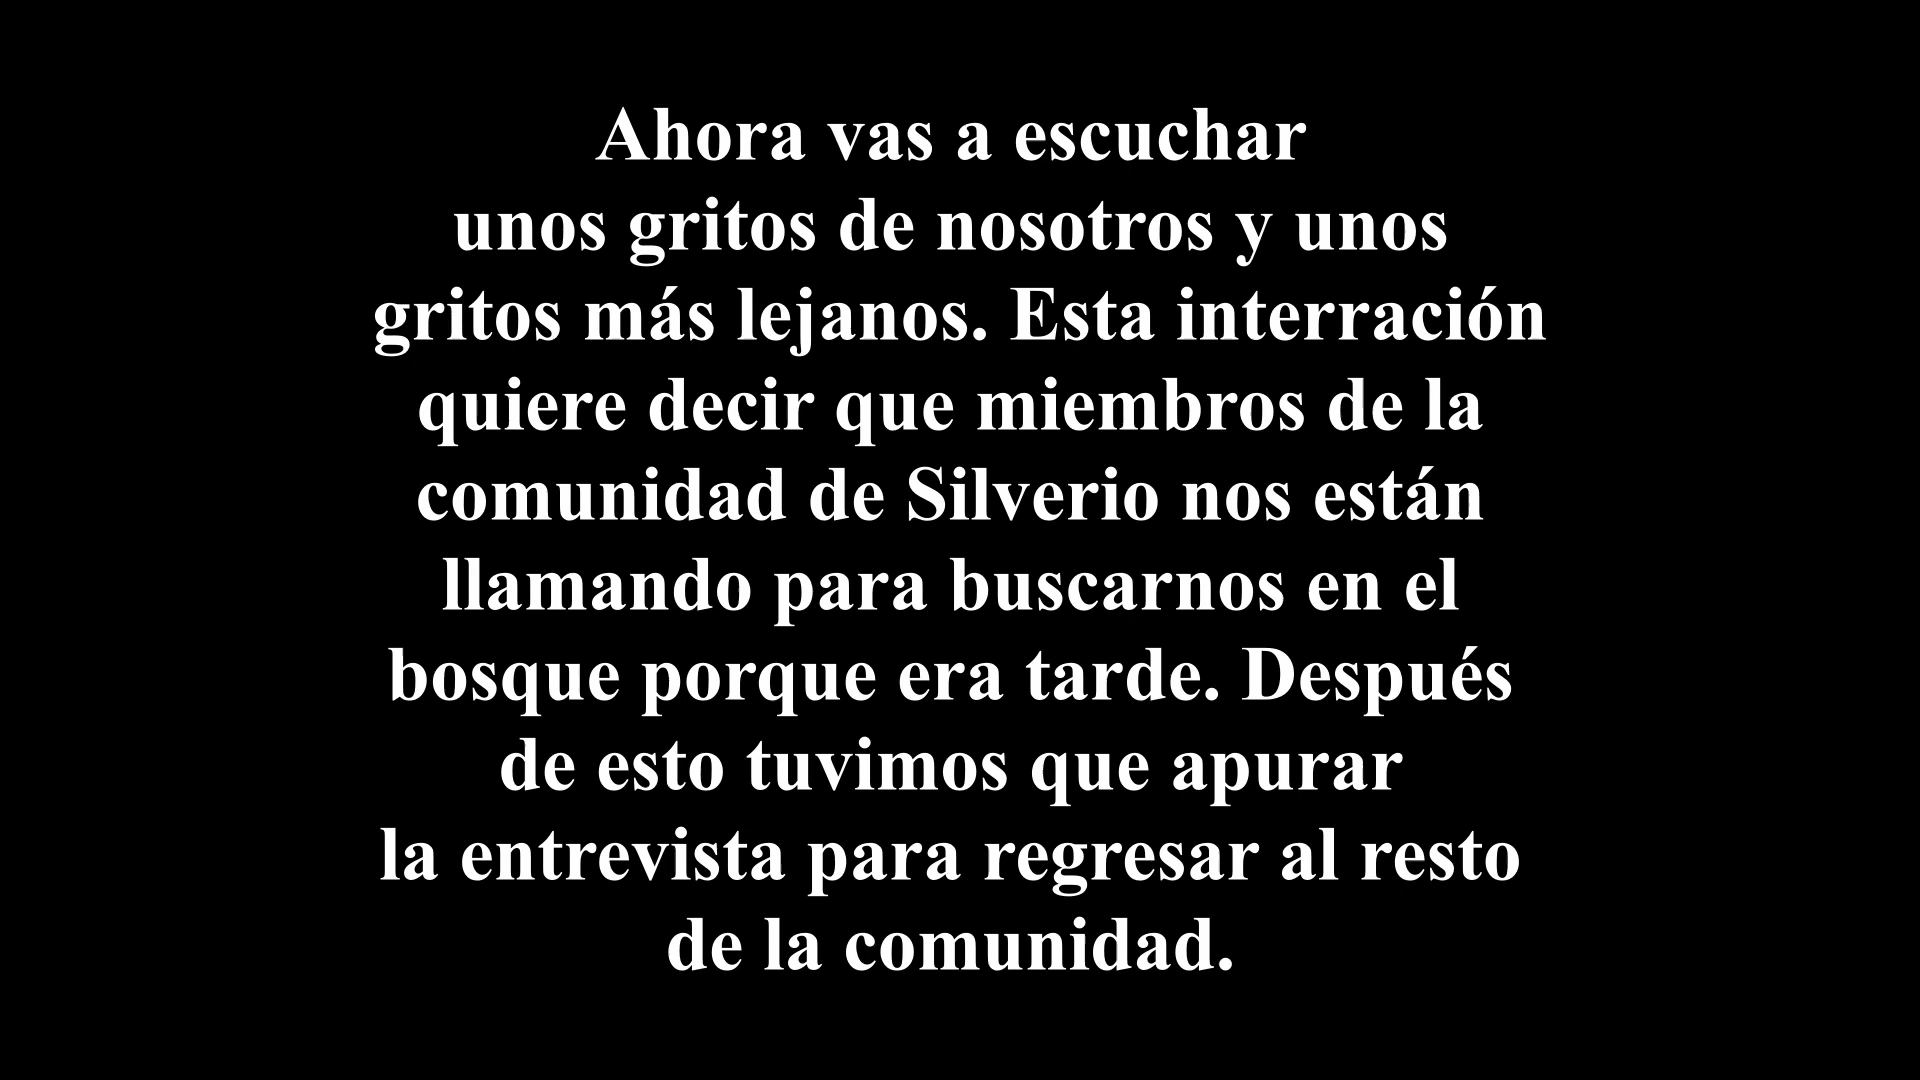 Ahora vas a escuchar
unos gritos de nosotros y unos
gritos más lejanos. Esta interración
quiere decir que miembros de la
comunidad de Silverio nos están
llamando para buscarnos en el
bosque porque era tarde. Después
de esto tuvimos que apurar
la entrevista para regresar al resto
de la comunidad.